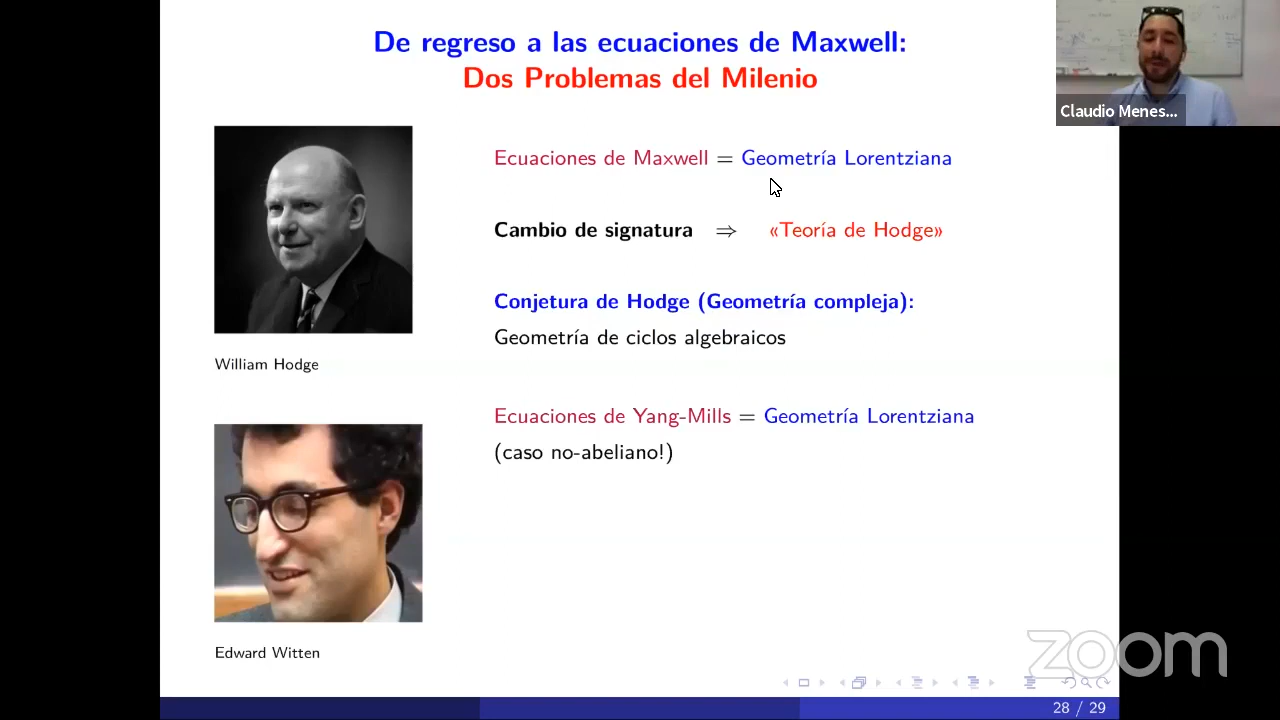 De regreso a las ecuaciones de Maxwell:
Dos Problemas del Milenio
Claudio Menes...
Ecuaciones de Maxwell = Geometría Lorentziana
Cambio de signatura ⇒ «Teoría de Hodge»
Conjetura de Hodge (Geometría compleja):
Geometría de ciclos algebraicos
William Hodge
Ecuaciones de Yang-Mills = Geometría Lorentziana
(caso no-abeliano!)
Edward Witten
zoom
28 / 29